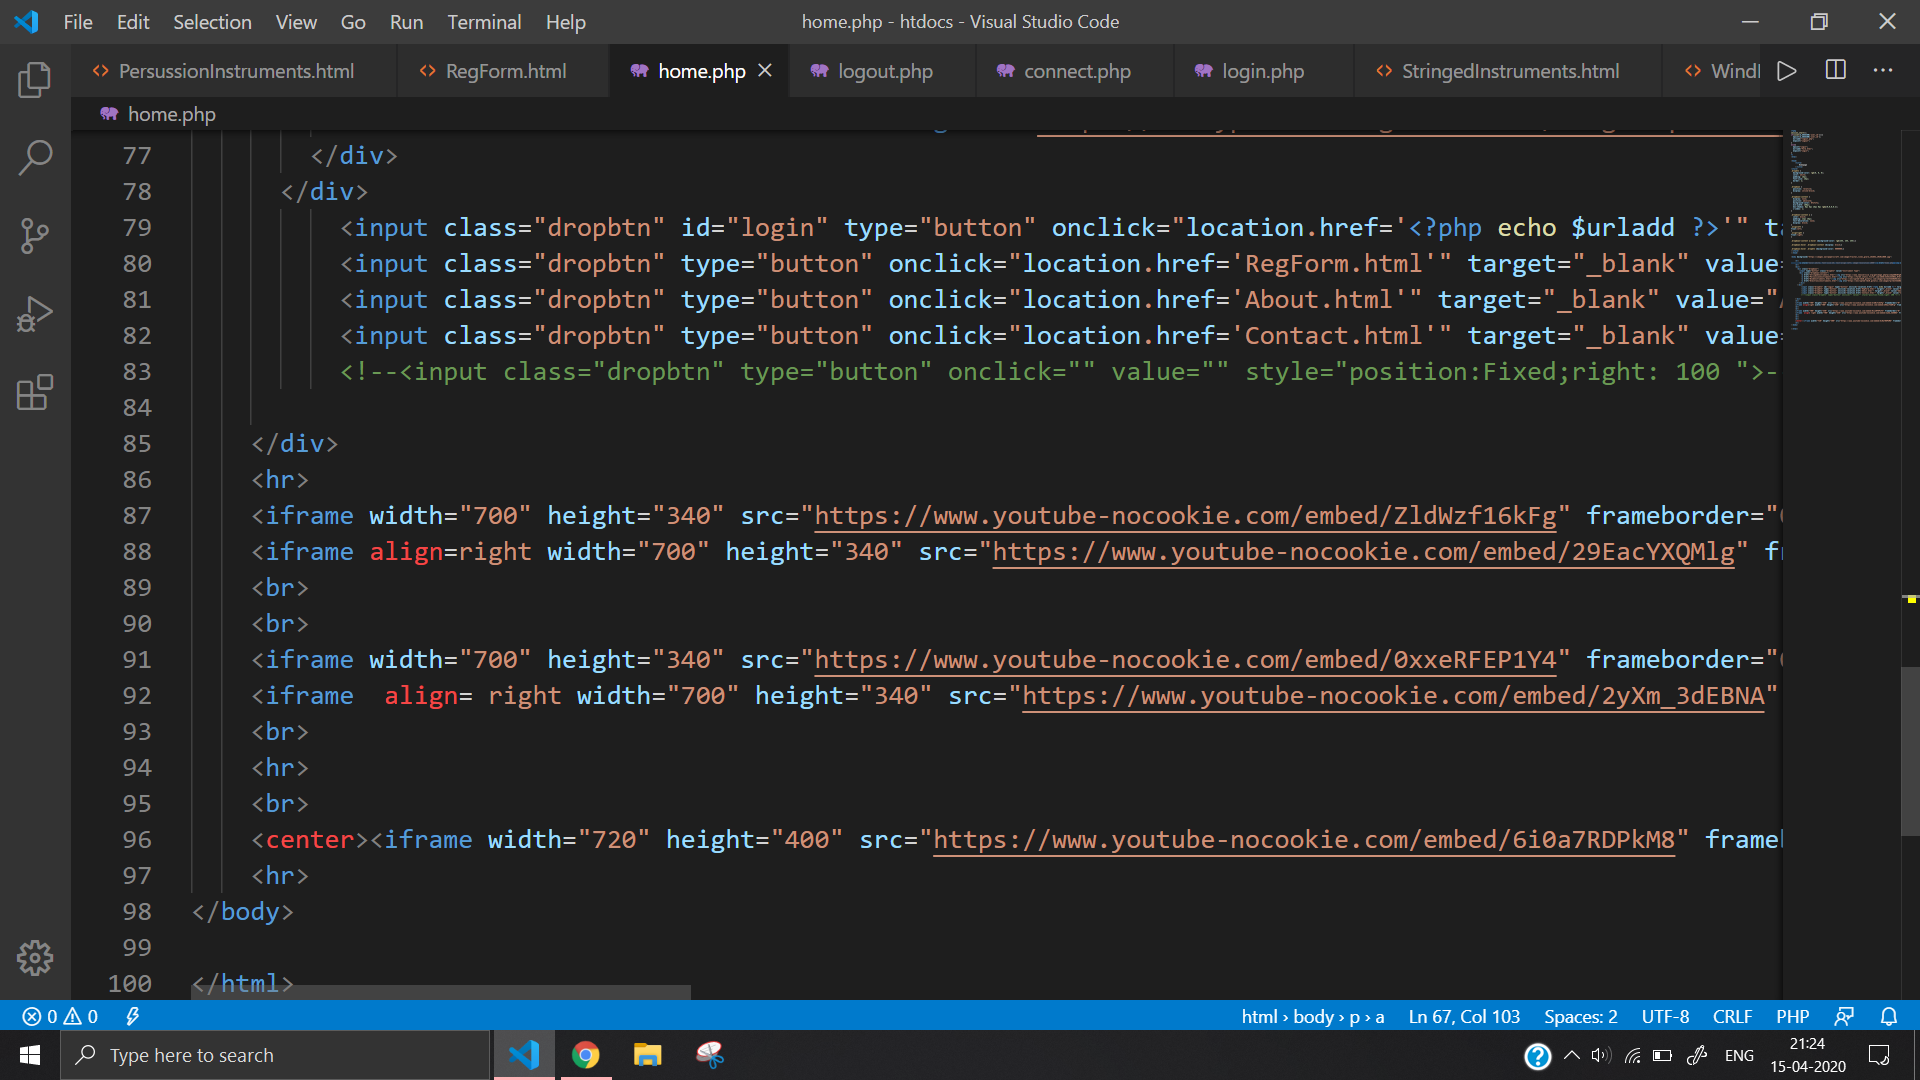 File Edit Selection View Go Run Terminal Help home.php - htdocs - Visual Studio Code
PersussionInstruments.html RegForm.html home.php logout.php connect.php login.php StringedInstruments.html
home.php
77 </div>
78 </div>
79 <input class="dropbtn" id="login" type="button" onclick="location.href='<?php echo $urladd ?>'"
80 <input class="dropbtn" type="button" onclick="location.href='RegForm.html'" target="_blank" value=
81 <input class="dropbtn" type="button" onclick="location.href='About.html'" target="_blank" value="
82 <input class="dropbtn" type="button" onclick="location.href='Contact.html'" target="_blank" value=
83 <!--<input class="dropbtn" type="button" onclick="" value="" style="position:Fixed;right: 100 ">-
84
85 </div>
86 <hr>
87 <iframe width="700" height="340" src="https://www.youtube-nocookie.com/embed/ZldWzf16kFg" frameborder="
88 <iframe align=right width="700" height="340" src="https://www.youtube-nocookie.com/embed/29EacYXQMlg"
89 <br>
90 <br>
91 <iframe width="700" height="340" src="https://www.youtube-nocookie.com/embed/0xxeRFEP1Y4" frameborder="
92 <iframe  align= right width="700" height="340" src="https://www.youtube-nocookie.com/embed/2yXm_3dEBNA"
93 <br>
94 <hr>
95 <br>
96 <center><iframe width="720" height="400" src="https://www.youtube-nocookie.com/embed/6i0a7RDPkM8"
97 <hr>
98 </body>
99
100 </html>
0 0 html › body › p › a Ln 67, Col 103 Spaces: 2 UTF-8 CRLF PHP
Type here to search ENG 21:24
15-04-2020